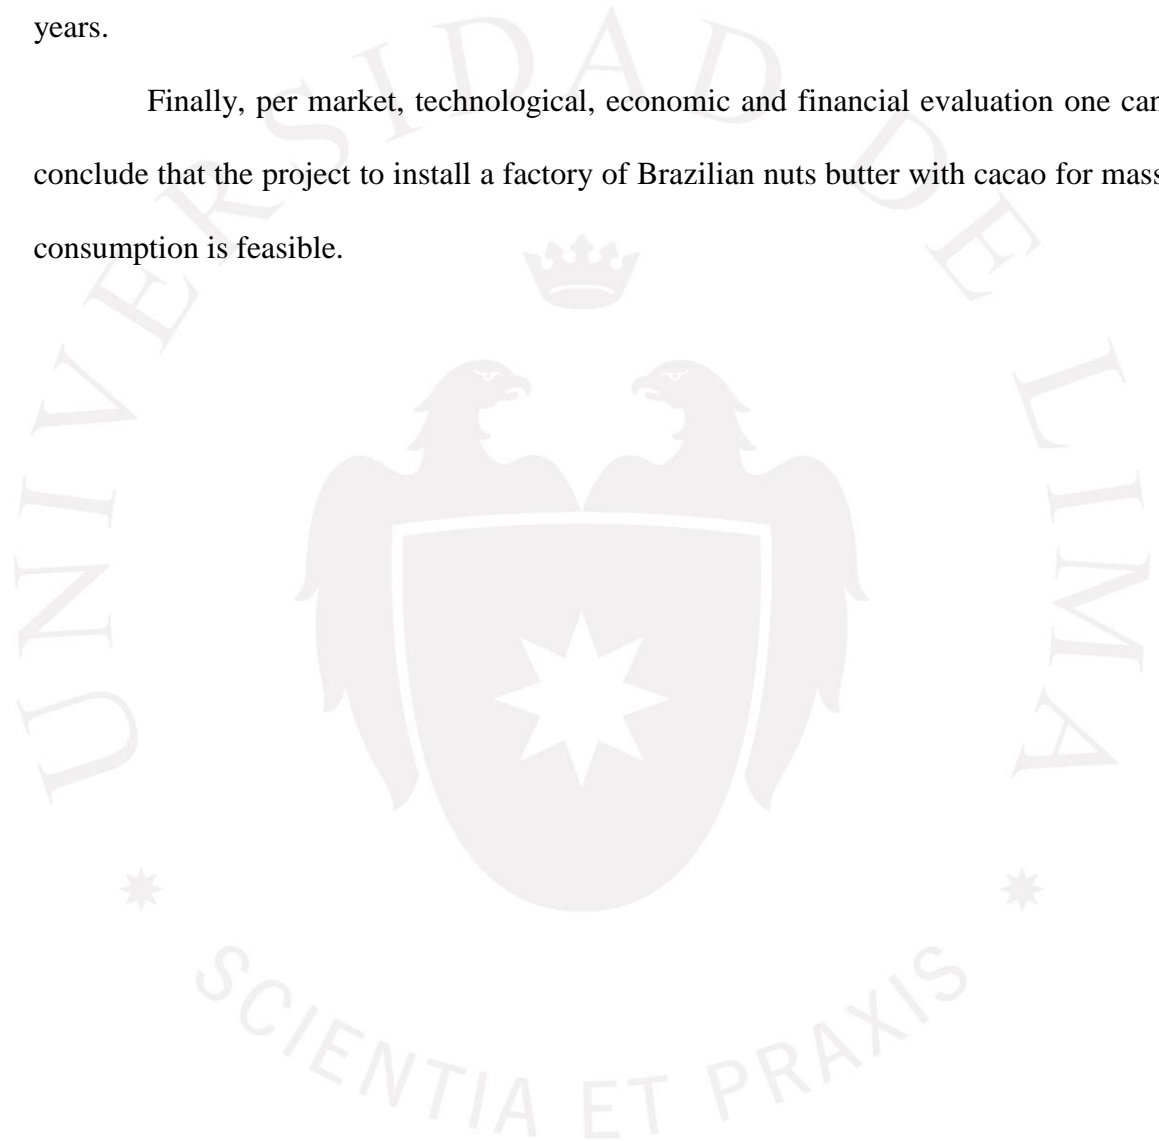 years.
Finally, per market, technological, economic and financial evaluation one can
conclude that the project to install a factory of Brazilian nuts butter with cacao for mass
consumption is feasible.
UNIVERSIDAD DE LIMA
SCIENTIA ET PRAXIS